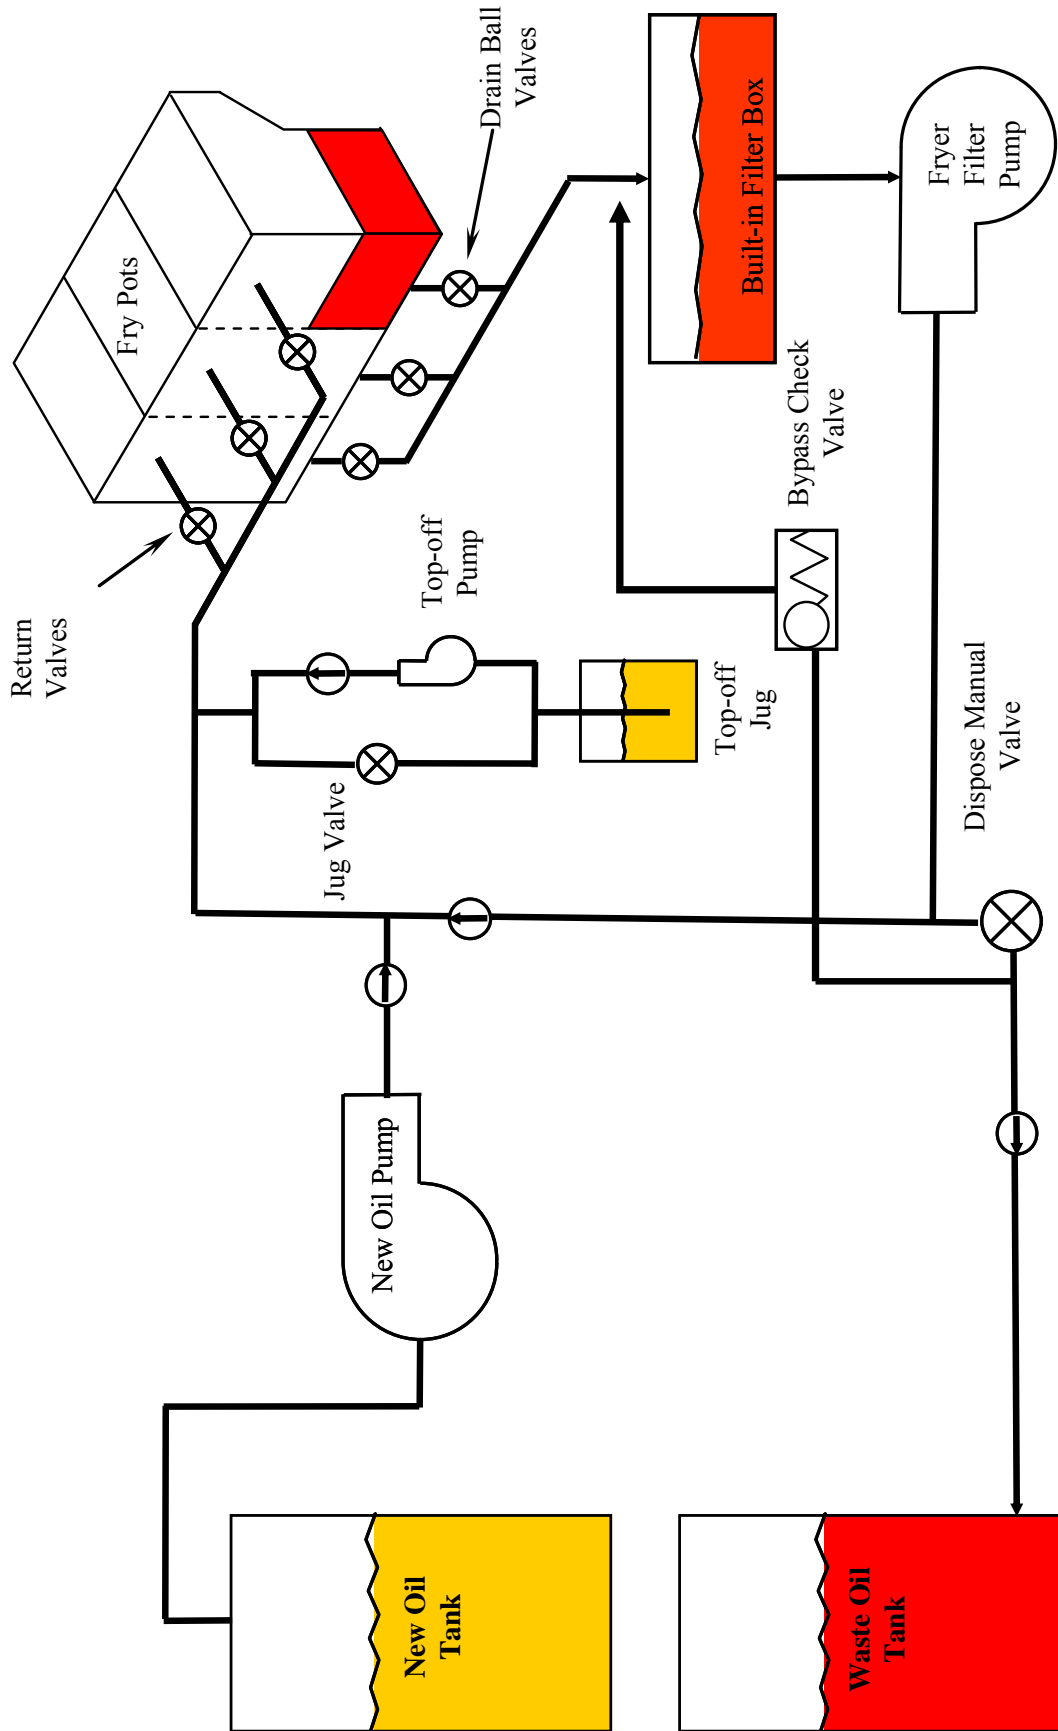 Return
Valves
Fry Pots
Drain Ball
Valves
Top-off
Pump
Jug Valve
Top-off
Jug
Bypass Check
Valve
Built-in Filter Box
Fryer
Filter
Pump
Dispose Manual
Valve
New Oil Pump
New Oil
Tank
Waste Oil
Tank